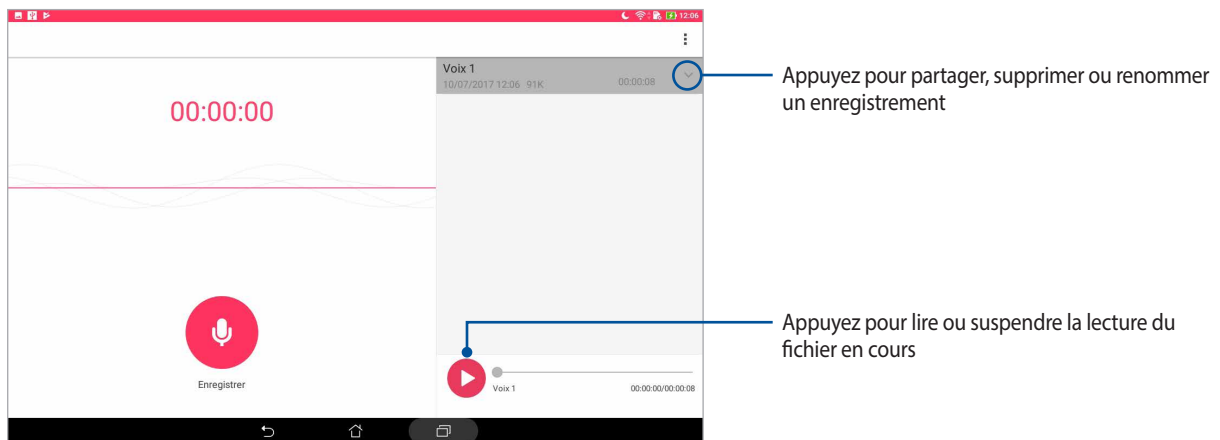 12:06
Voix 1
10/07/2017 12:06 91K
00:00:08
00:00:00
Enregistrer
Voix 1
00:00:00/00:00:08
Appuyez pour partager, supprimer ou renommer
un enregistrement
Appuyez pour lire ou suspendre la lecture du
fichier en cours